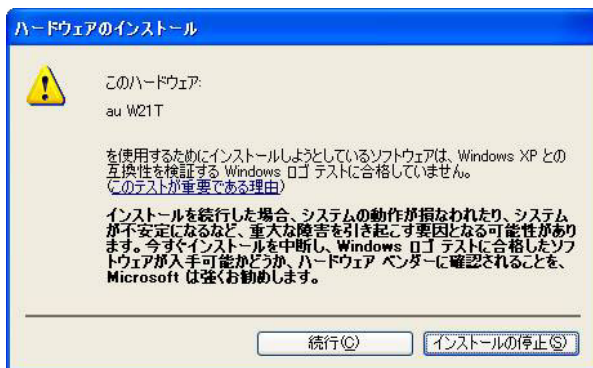 ハードウェアのインストール
このハードウェア:
au W21T
を使用するためにインストールしようとしているソフトウェアは、Windows XP との
互換性を検証する Windows ロゴ テストに合格していません。
(このテストが重要である理由)
インストールを続行した場合、システムの動作が損なわれたり、システム
が不安定になるなど、重大な障害を引き起こす要因となる可能性があり
ます。今すぐインストールを中断し、Windows ロゴ テストに合格したソフ
トウェアが入手可能かどうか、ハードウェア ベンダーに確認されることを、
Microsoft は強くお勧めします。
続行(C)
インストールの停止(S)